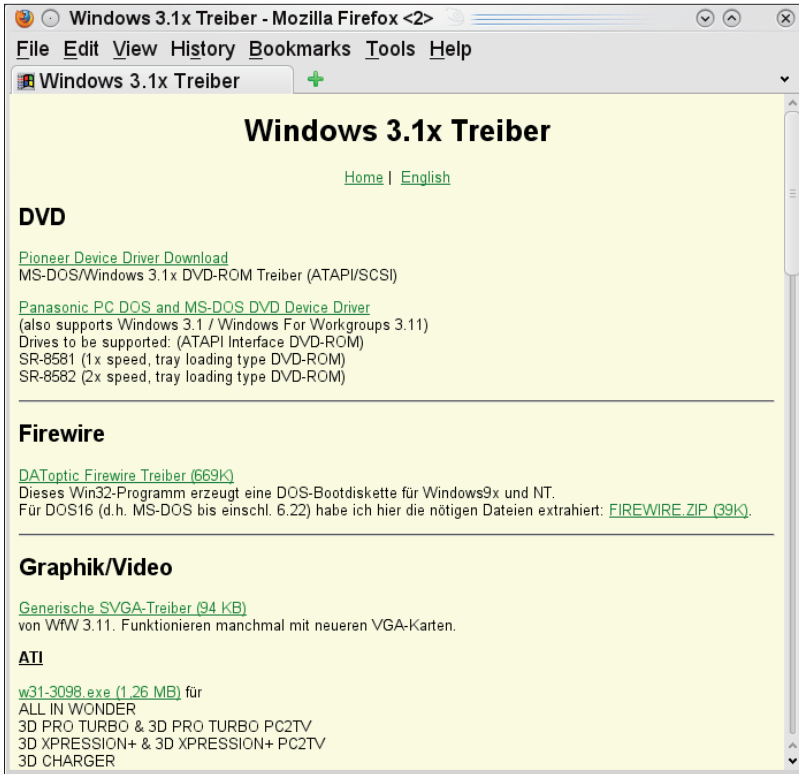 Windows 3.1x Treiber - Mozilla Firefox <2>
File Edit View History Bookmarks Tools Help
Windows 3.1x Treiber
Windows 3.1x Treiber
Home | English
DVD
Pioneer Device Driver Download
MS-DOS/Windows 3.1x DVD-ROM Treiber (ATAPI/SCSI)
Panasonic PC DOS and MS-DOS DVD Device Driver
(also supports Windows 3.1 / Windows For Workgroups 3.11)
Drives to be supported: (ATAPI Interface DVD-ROM)
SR-8581 (1x speed, tray loading type DVD-ROM)
SR-8582 (2x speed, tray loading type DVD-ROM)
Firewire
DAToptic Firewire Treiber (669K)
Dieses Win32-Programm erzeugt eine DOS-Bootdiskette für Windows9x und NT.
Für DOS16 (d.h. MS-DOS bis einschl. 6.22) habe ich hier die nötigen Dateien extrahiert: FIREWIRE.ZIP (39K).
Graphik/Video
Generische SVGA-Treiber (94 KB)
von WfW 3.11. Funktionieren manchmal mit neueren VGA-Karten.
ATI
w31-3098.exe (1,26 MB) für
ALL IN WONDER
3D PRO TURBO & 3D PRO TURBO PC2TV
3D XPRESSION+ & 3D XPRESSION+ PC2TV
3D CHARGER